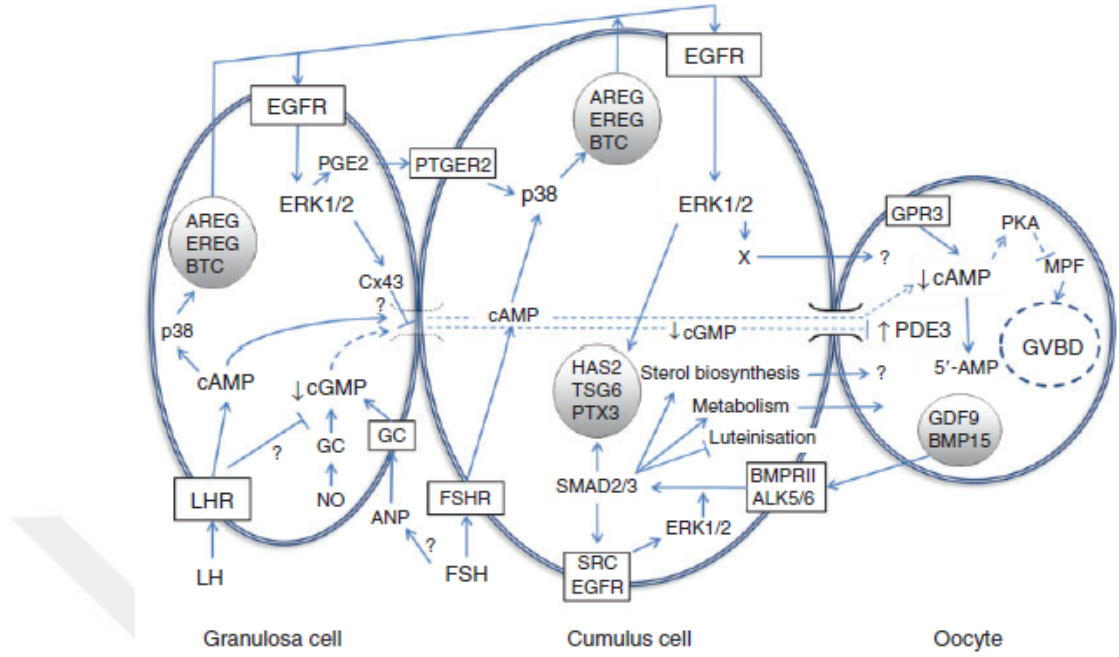 EGFR
PGE2
ERK1/2
AREG
EREG
BTC
Cx43
?
p38
cAMP
↓cGMP
?
GC
GC
NO
LHR
ANP
LH
?
Granulosa cell
EGFR
AREG
EREG
BTC
PTGER2
p38
ERK1/2
X
cAMP
↓cGMP
HAS2
TSG6
PTX3
Sterol biosynthesis
Metabolism
Luteinisation
SMAD2/3
BMPRII
ALK5/6
ERK1/2
FSHR
FSH
SRC
EGFR
Cumulus cell
GPR3
PKA
?
↓cAMP
MPF
↑PDE3
GVBD
5′-AMP
?
GDF9
BMP15
Oocyte